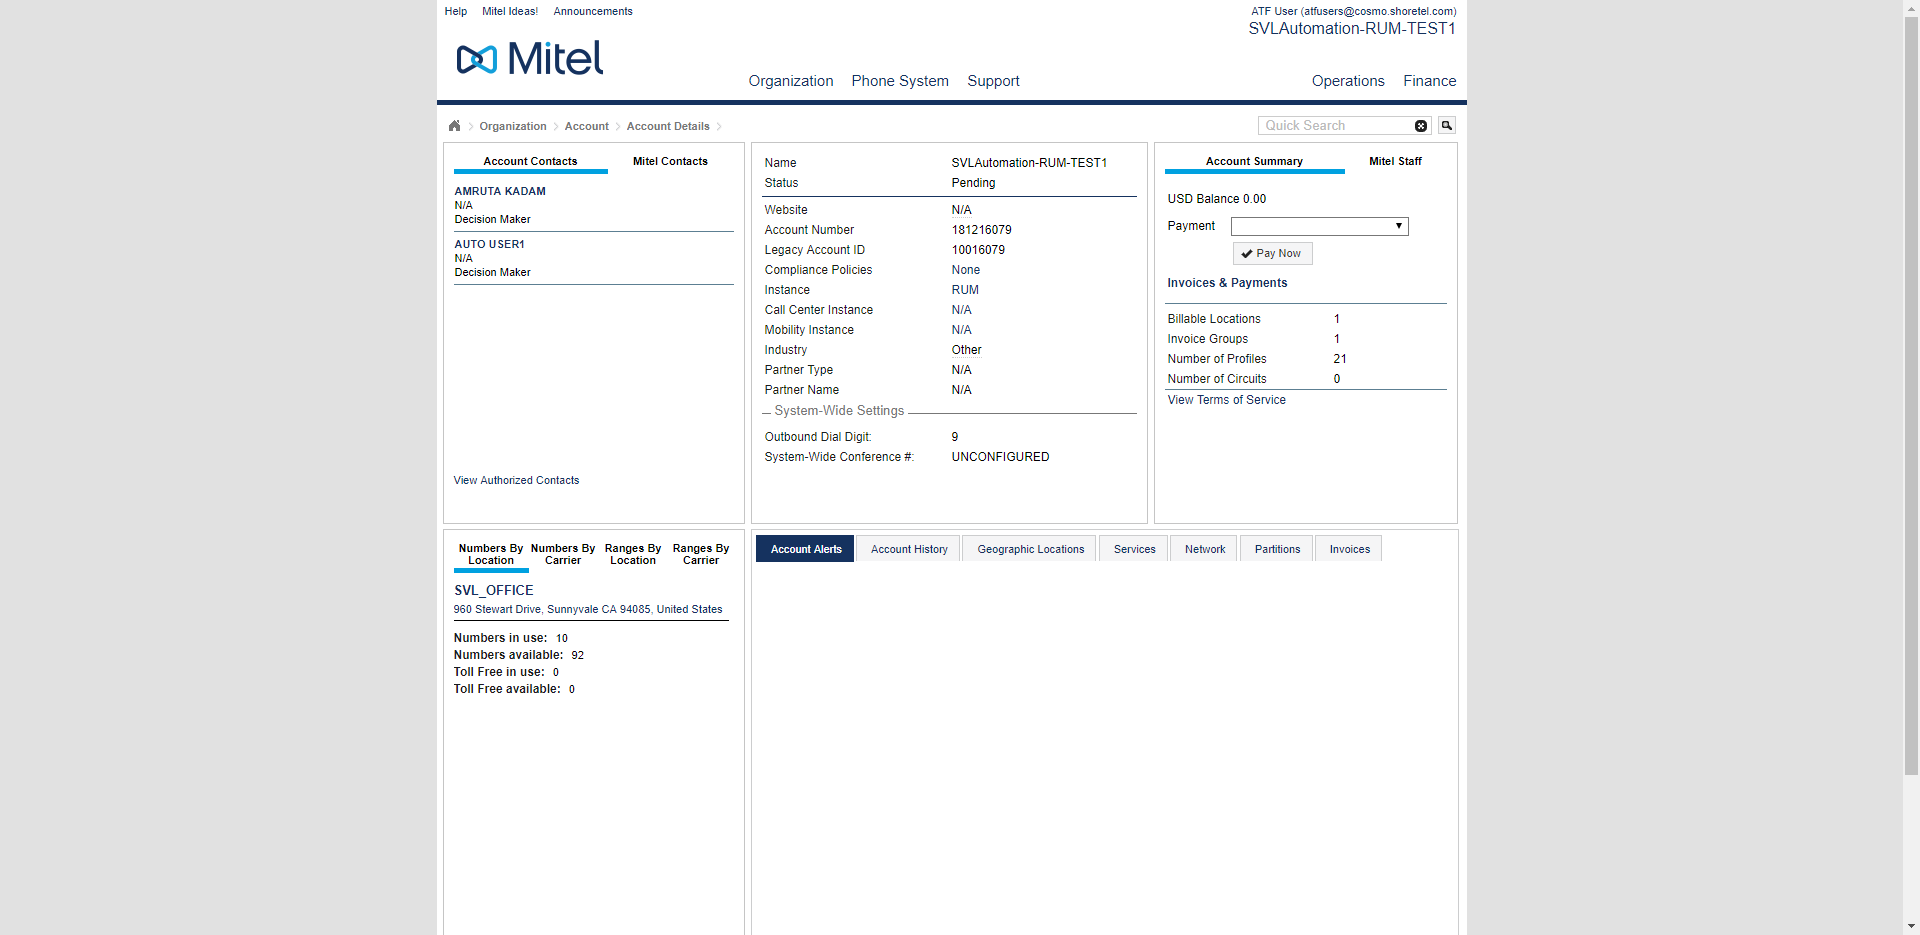 Help Mitel Ideas! Announcements
ATF User (atfusers@cosmo.shoretel.com)
SVLAutomation-RUM-TEST1
Mitel
Organization Phone System Support
Operations Finance
Organization Account Account Details
Quick Search
Account Contacts Mitel Contacts
AMRUTA KADAM
N/A
Decision Maker
AUTO USER1
N/A
Decision Maker
View Authorized Contacts
Name SVLAutomation-RUM-TEST1
Status Pending
Website N/A
Account Number 181216079
Legacy Account ID 10016079
Compliance Policies None
Instance RUM
Call Center Instance N/A
Mobility Instance N/A
Industry Other
Partner Type N/A
Partner Name N/A
System-Wide Settings
Outbound Dial Digit: 9
System-Wide Conference #: UNCONFIGURED
Account Summary Mitel Staff
USD Balance 0.00
Payment
Pay Now
Invoices & Payments
Billable Locations 1
Invoice Groups 1
Number of Profiles 21
Number of Circuits 0
View Terms of Service
Numbers By Location Numbers By Carrier Ranges By Location Ranges By Carrier
SVL_OFFICE
960 Stewart Drive, Sunnyvale CA 94085, United States
Numbers in use: 10
Numbers available: 92
Toll Free in use: 0
Toll Free available: 0
Account Alerts Account History Geographic Locations Services Network Partitions Invoices